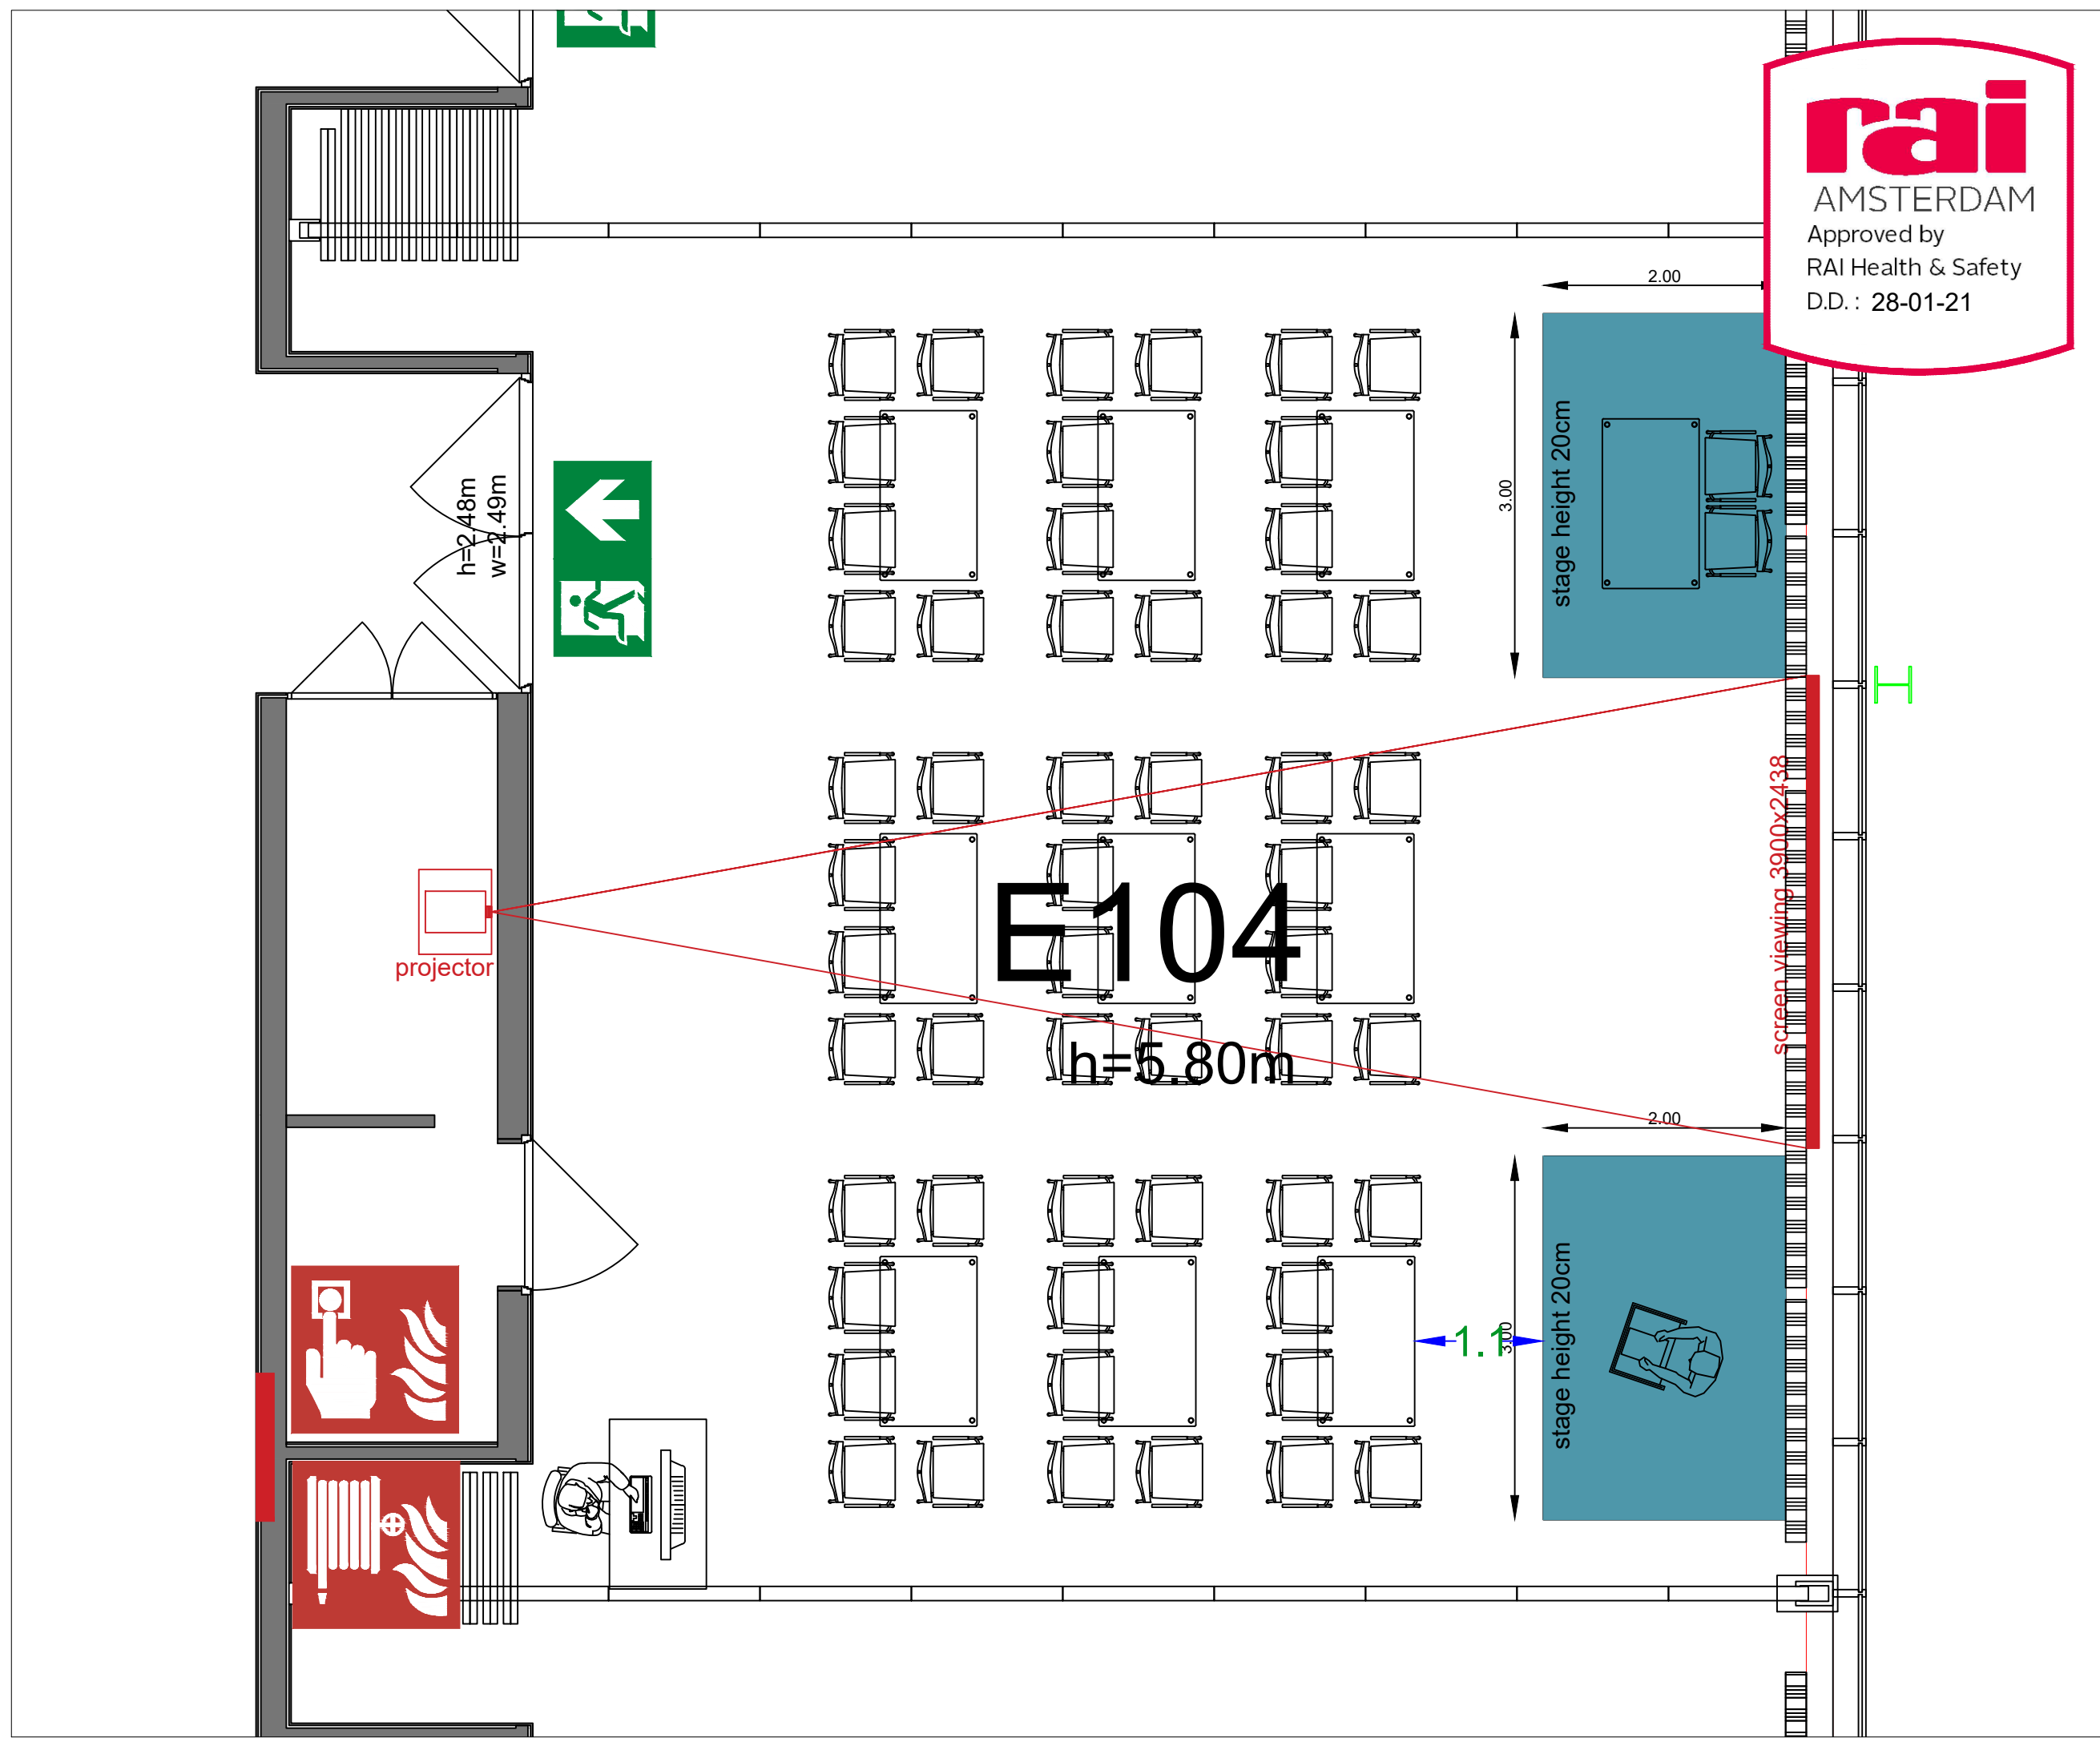 rai
AMSTERDAM
Approved by
RAI Health & Safety
D.D. : 28-01-21
2.00
3.00
stage height 20cm
h=2.48m
w=2.49m
screen viewing 3900x2438
projector
E104
h=5.80m
2.00
3.00
1.1
stage height 20cm